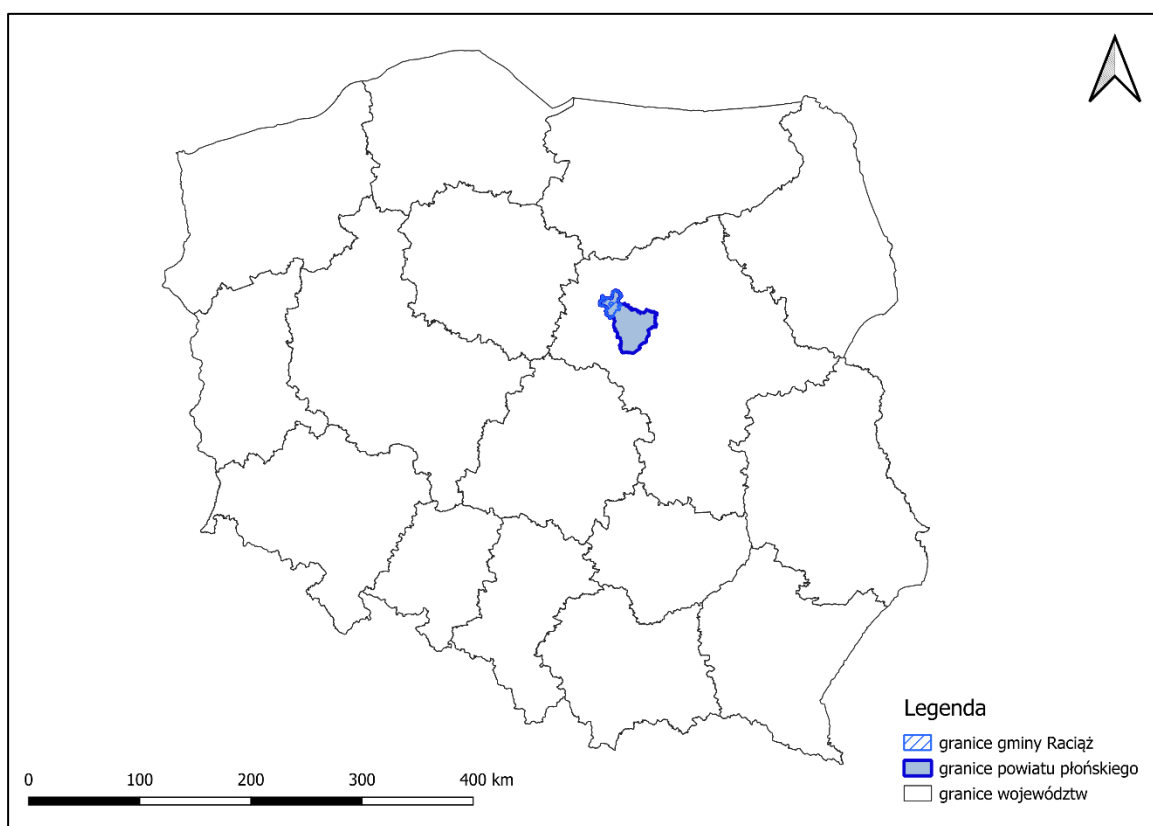 Legenda
granice gminy Raciąż
granice powiatu płońskiego
granice województw
0 100 200 300 400 km